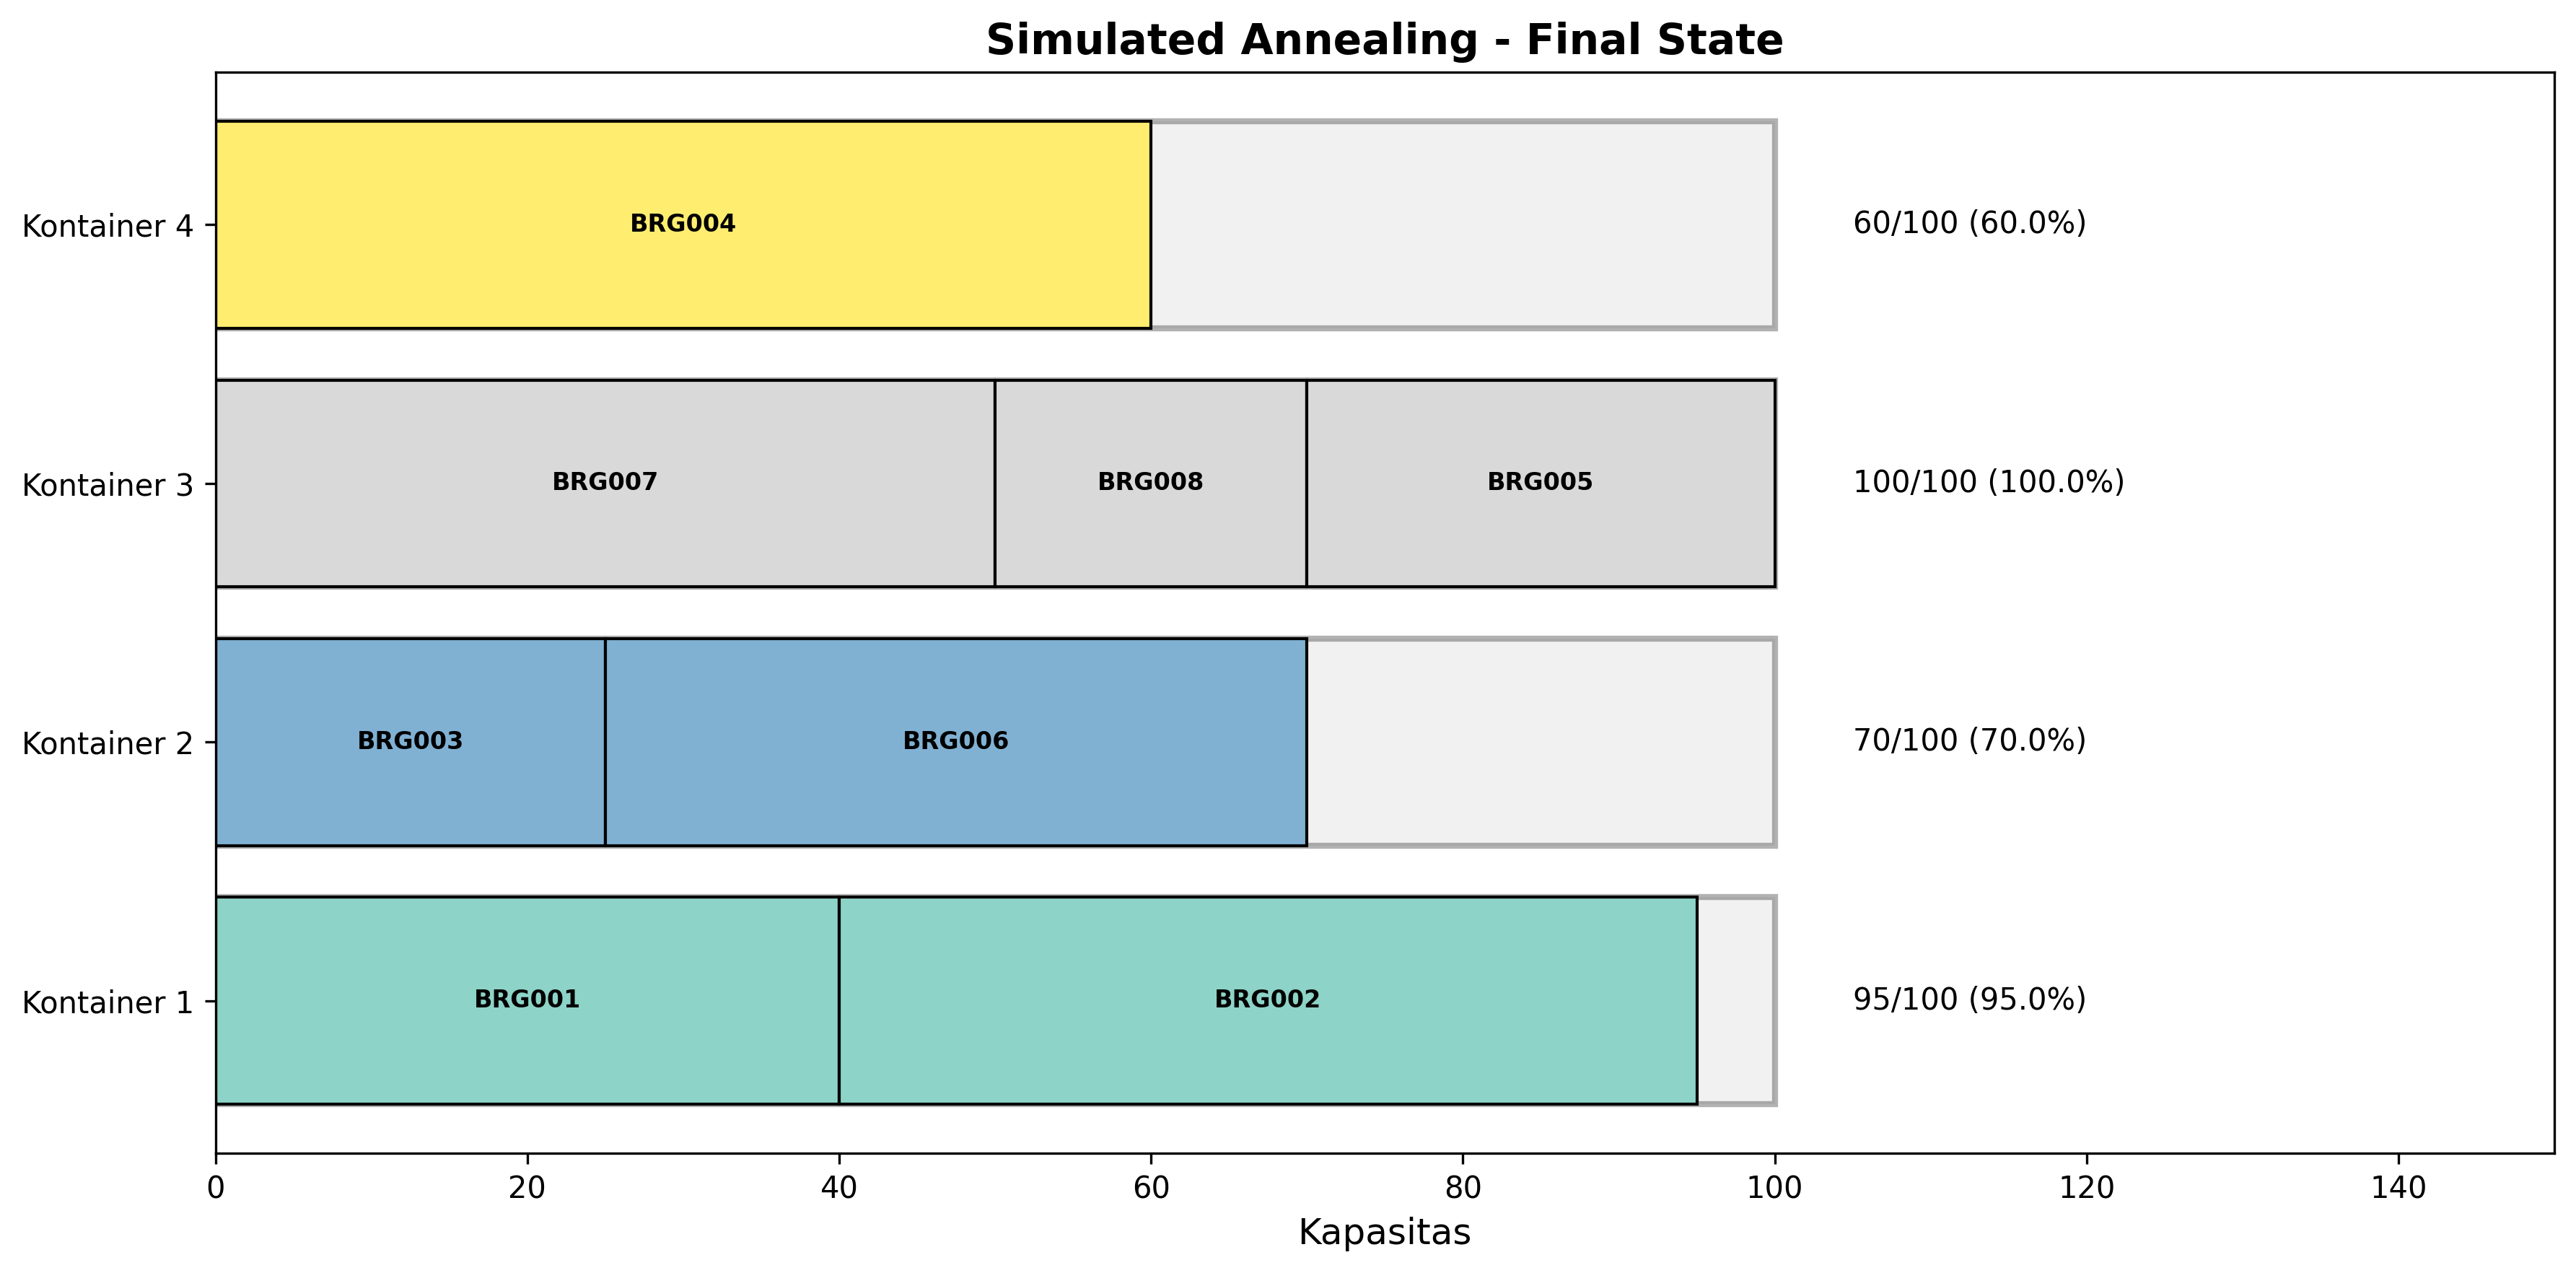 Simulated Annealing - Final State
Kontainer 4
BRG004
60/100 (60.0%)
Kontainer 3
BRG007
BRG008
BRG005
100/100 (100.0%)
Kontainer 2
BRG003
BRG006
70/100 (70.0%)
Kontainer 1
BRG001
BRG002
95/100 (95.0%)
0
20
40
60
80
100
120
140
Kapasitas